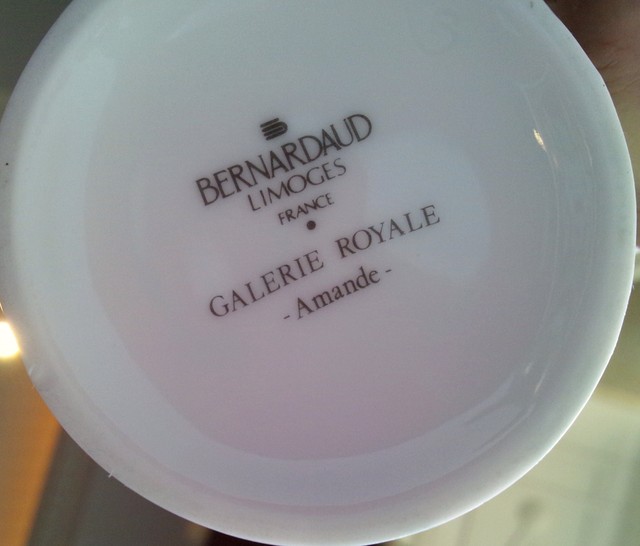 BERNARDAUD
LIMOGES
FRANCE
GALERIE ROYALE
- Amande -